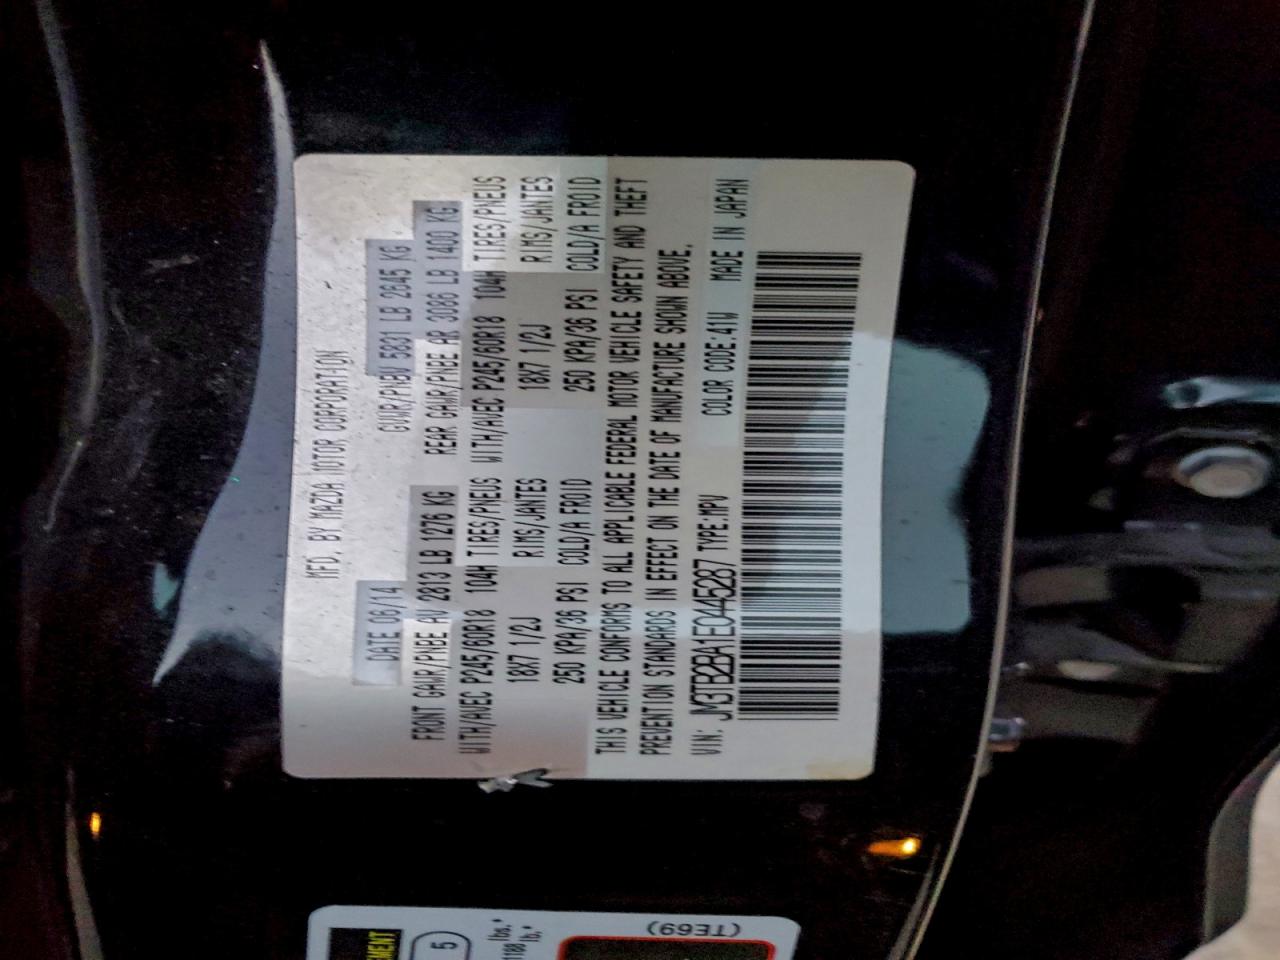 MFD. BY MAZDA MOTOR CORPORATION
DATE 08/14 GVWR/PNBV 5831 LB 2645 KG
FRONT GAWR/PNBE AV 2813 LB 1276 KG REAR GAWR/PNBE AR 3086 LB 1400 KG
WITH/AVEC P245/60R18 104H TIRES/PNEUS WITH/AVEC P245/60R18 104H TIRES/PNEUS
18X7 1/2J RIMS/JANTES 18X7 1/2J RIMS/JANTES
250 KPA/36 PSI COLD/A FROID 250 KPA/36 PSI COLD/A FROID
THIS VEHICLE CONFORMS TO ALL APPLICABLE FEDERAL MOTOR VEHICLE SAFETY AND THEFT
PREVENTION STANDARDS IN EFFECT ON THE DATE OF MANUFACTURE SHOWN ABOVE.
VIN: JM3TB2BA1E0445287 TYPE:MPV COLOR CODE:41W MADE IN JAPAN
5
lbs.*
lb.*
(TE69)